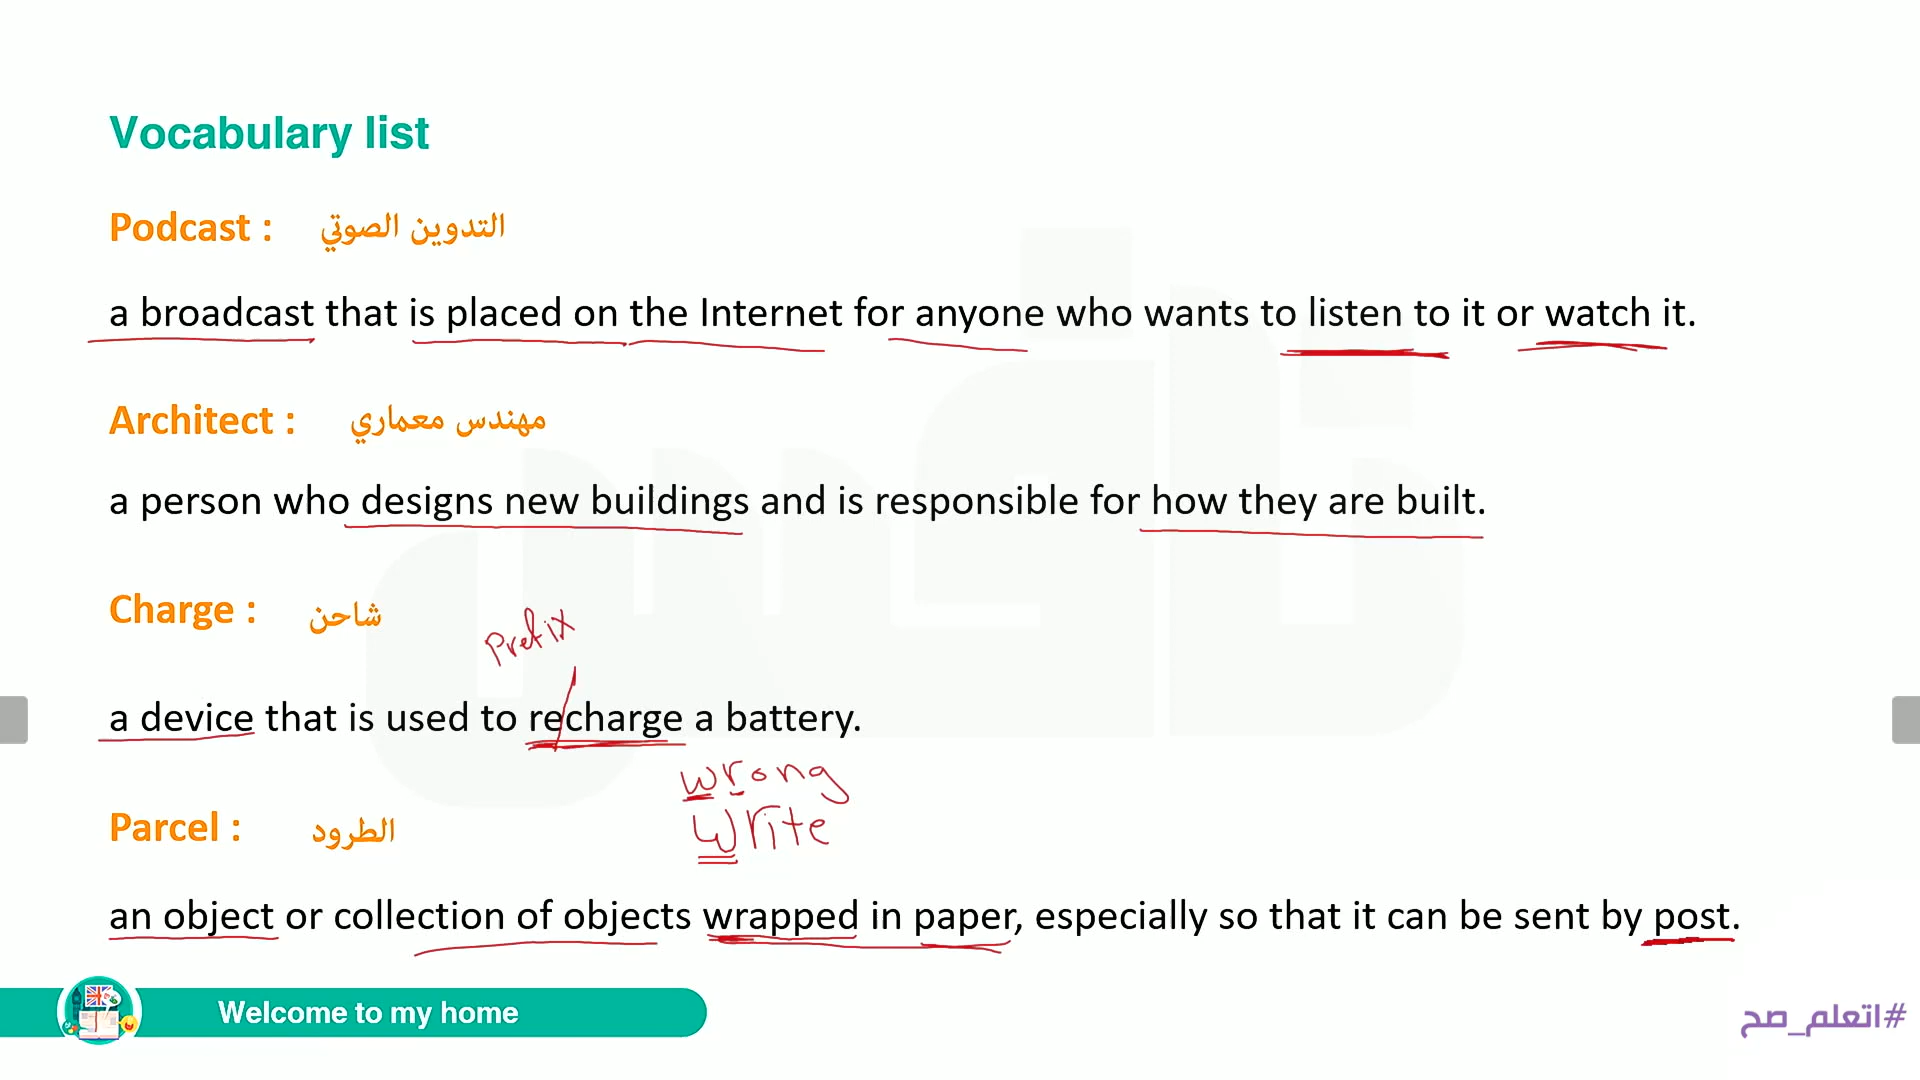 Vocabulary list
Podcast : التدوين الصوتي
a broadcast that is placed on the Internet for anyone who wants to listen to it or watch it.
Architect : مهندس معماري
a person who designs new buildings and is responsible for how they are built.
Charge : شاحن
Prefix
a device that is used to recharge a battery.
wrong
Write
Parcel : الطرود
an object or collection of objects wrapped in paper, especially so that it can be sent by post.
Welcome to my home
#اتعلم_صح